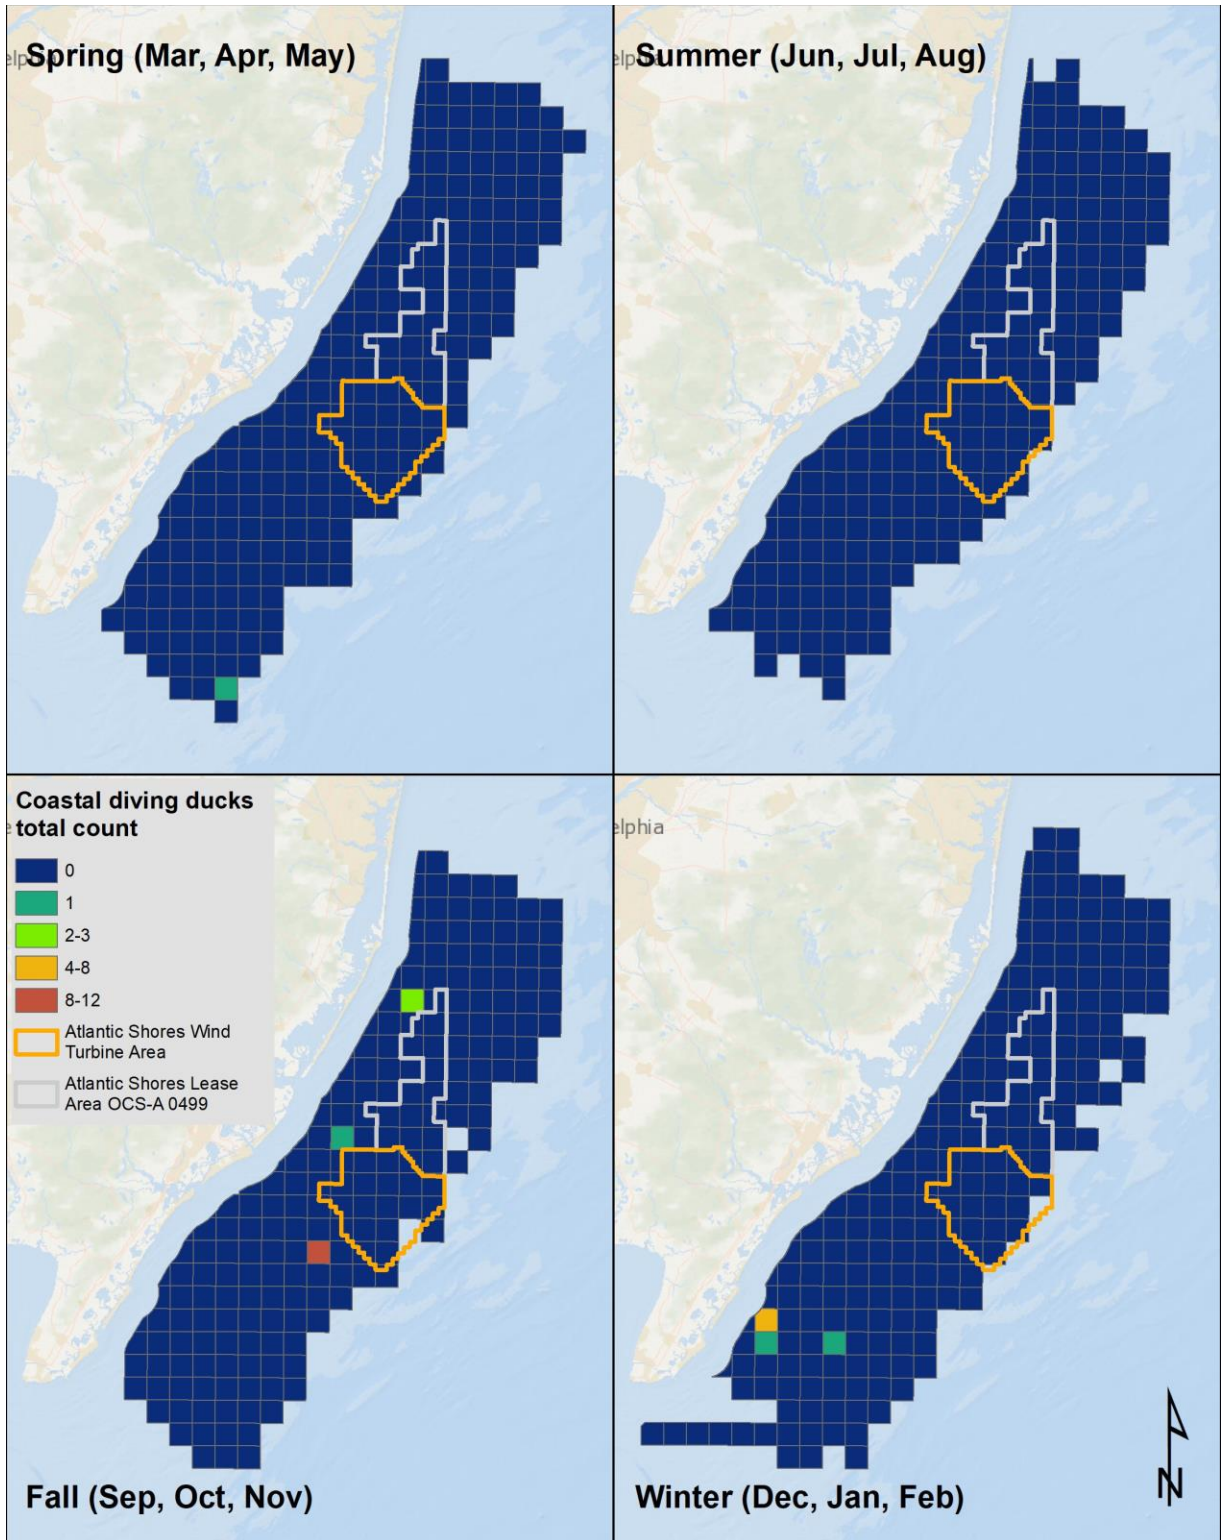 elphia
Spring (Mar, Apr, May)
elphia
Summer (Jun, Jul, Aug)
Coastal diving ducks
total count
0
1
2-3
4-8
8-12
Atlantic Shores Wind
Turbine Area
Atlantic Shores Lease
Area OCS-A 0499
Fall (Sep, Oct, Nov)
elphia
Winter (Dec, Jan, Feb)
N